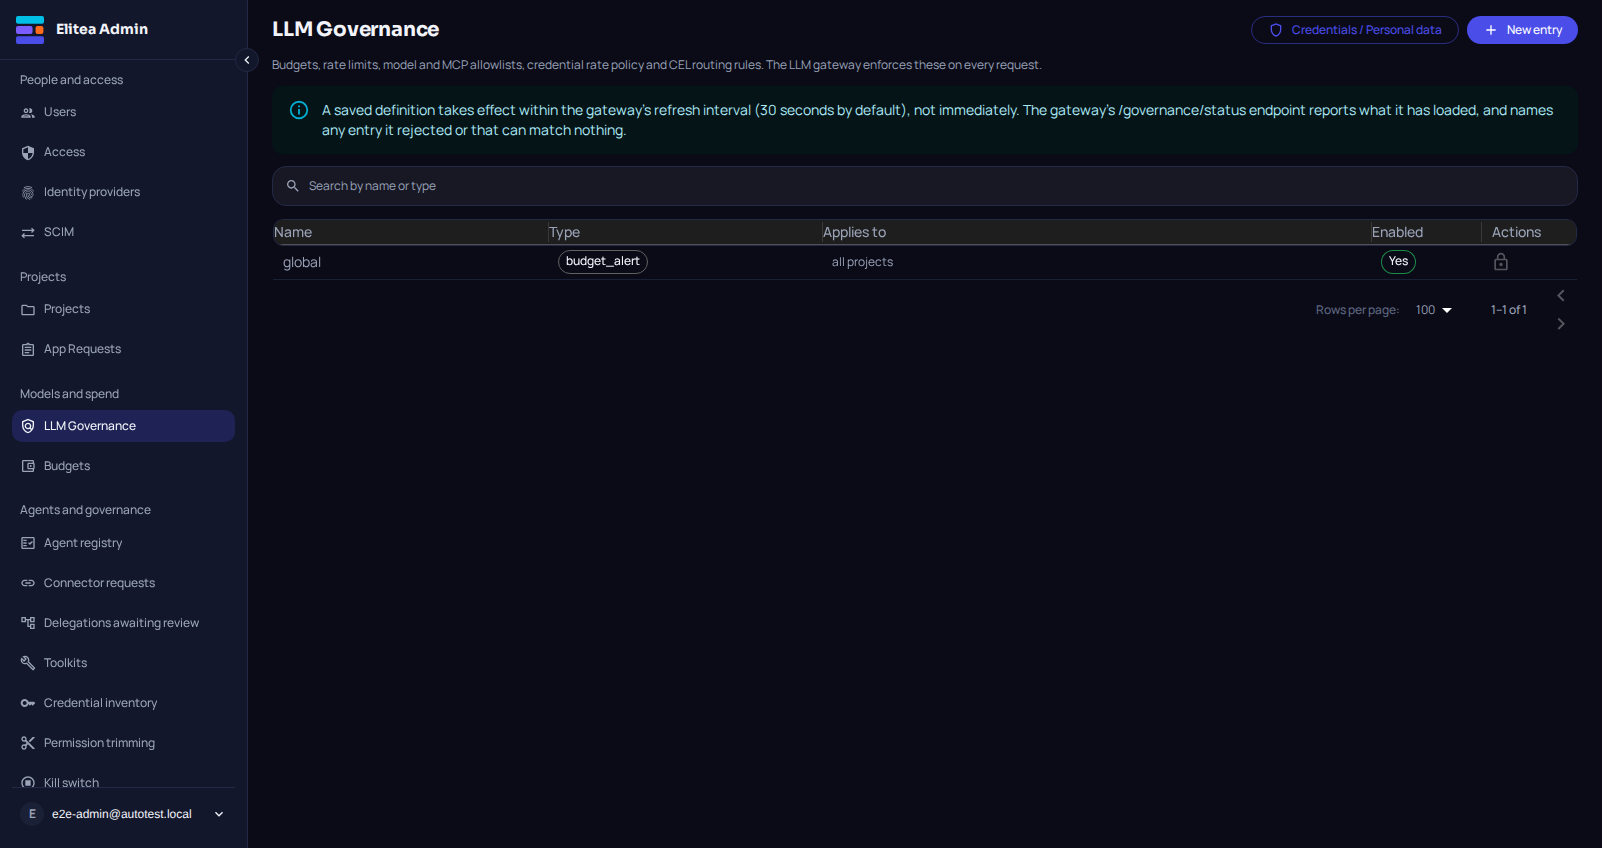 Elitea Admin
People and access
Users
Access
Identity providers
SCIM
Projects
Projects
App Requests
Models and spend
LLM Governance
Budgets
Agents and governance
Agent registry
Connector requests
Delegations awaiting review
Toolkits
Credential inventory
Permission trimming
Kill switch
E e2e-admin@autotest.local
LLM Governance
Credentials / Personal data
New entry
Budgets, rate limits, model and MCP allowlists, credential rate policy and CEL routing rules. The LLM gateway enforces these on every request.
A saved definition takes effect within the gateway's refresh interval (30 seconds by default), not immediately. The gateway's /governance/status endpoint reports what it has loaded, and names
any entry it rejected or that can match nothing.
Search by name or type
Name Type Applies to Enabled Actions
global budget_alert all projects Yes
Rows per page: 100 1–1 of 1